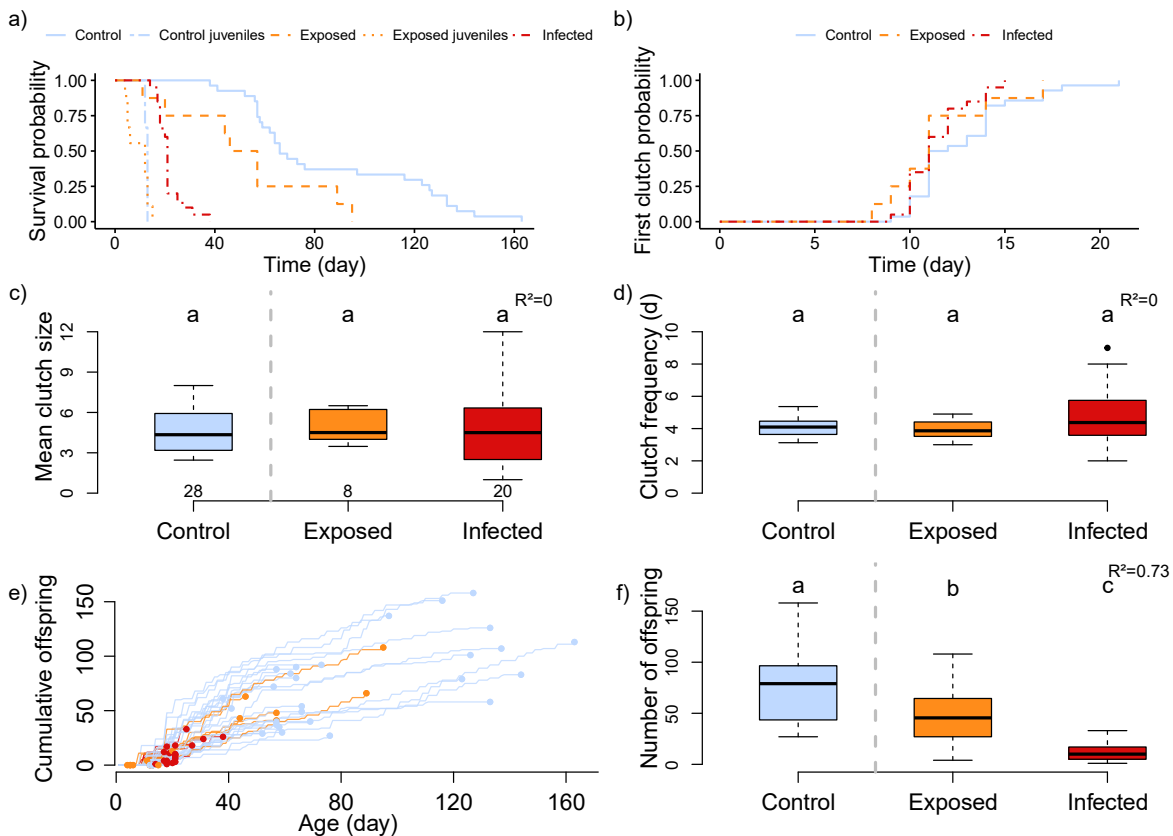 a)
Control Control juveniles Exposed Exposed juveniles Infected
Survival probability
1.00
0.75
0.50
0.25
0.00
0 40 80 120 160
Time (day)
b)
Control Exposed Infected
First clutch probability
1.00
0.75
0.50
0.25
0.00
0 5 10 15 20
Time (day)
c)
R²=0
a a a
Mean clutch size
12
9
6
3
0
28 8 20
Control Exposed Infected
d)
R²=0
a a a
Clutch frequency (d)
10
8
6
4
2
0
Control Exposed Infected
e)
Cumulative offspring
150
100
50
0
0 40 80 120 160
Age (day)
f)
R²=0.73
a b c
Number of offspring
150
100
50
0
Control Exposed Infected